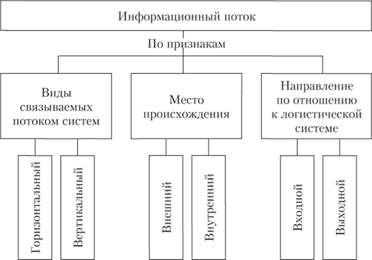 Информационный поток
По признакам
Виды
связываемых
потоком систем
Место
происхождения
Направление
по отношению
к логистической
системе
Горизонтальный
Вертикальный
Внешний
Внутренний
Входной
Выходной